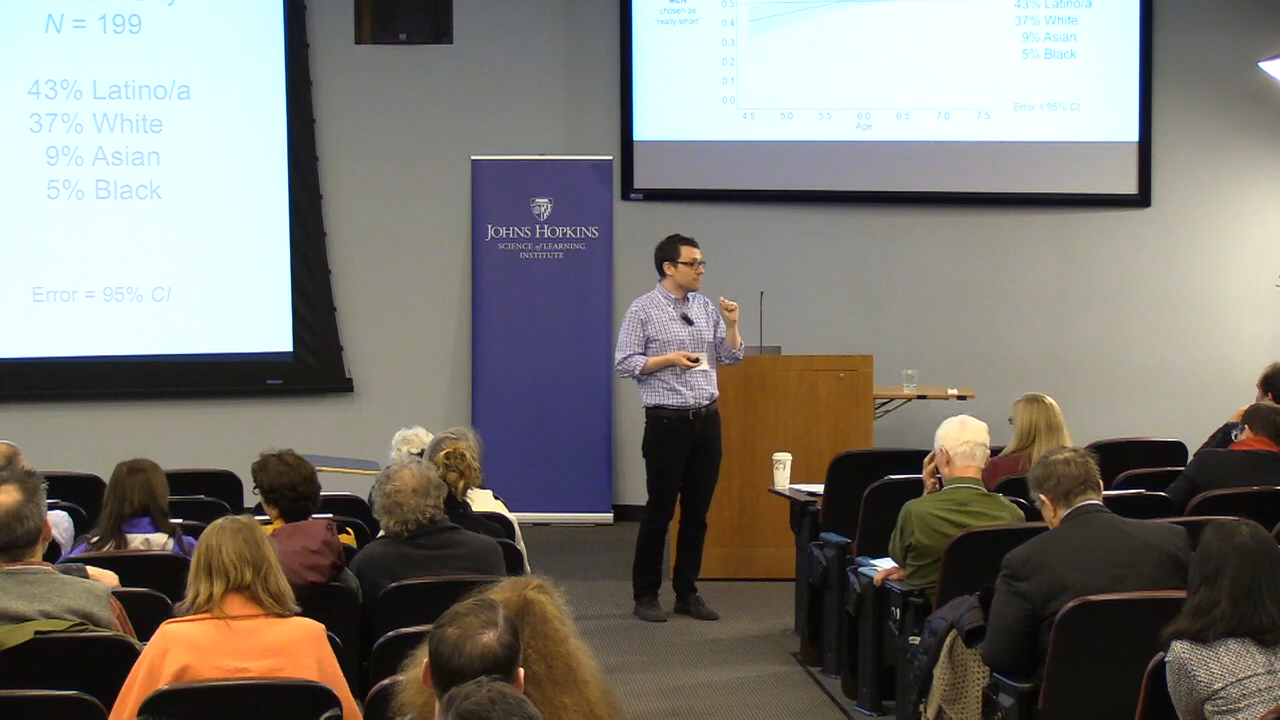 N = 199
43% Latino/a
37% White
9% Asian
5% Black
Error = 95% CI
JOHNS HOPKINS
SCIENCE of LEARNING
INSTITUTE
chosen as
"really smart"
0.5
0.4
0.3
0.2
0.1
0.0
4.5 5.0 5.5 6.0 6.5 7.0 7.5
Age
43% Latino/a
37% White
9% Asian
5% Black
Error = 95% CI